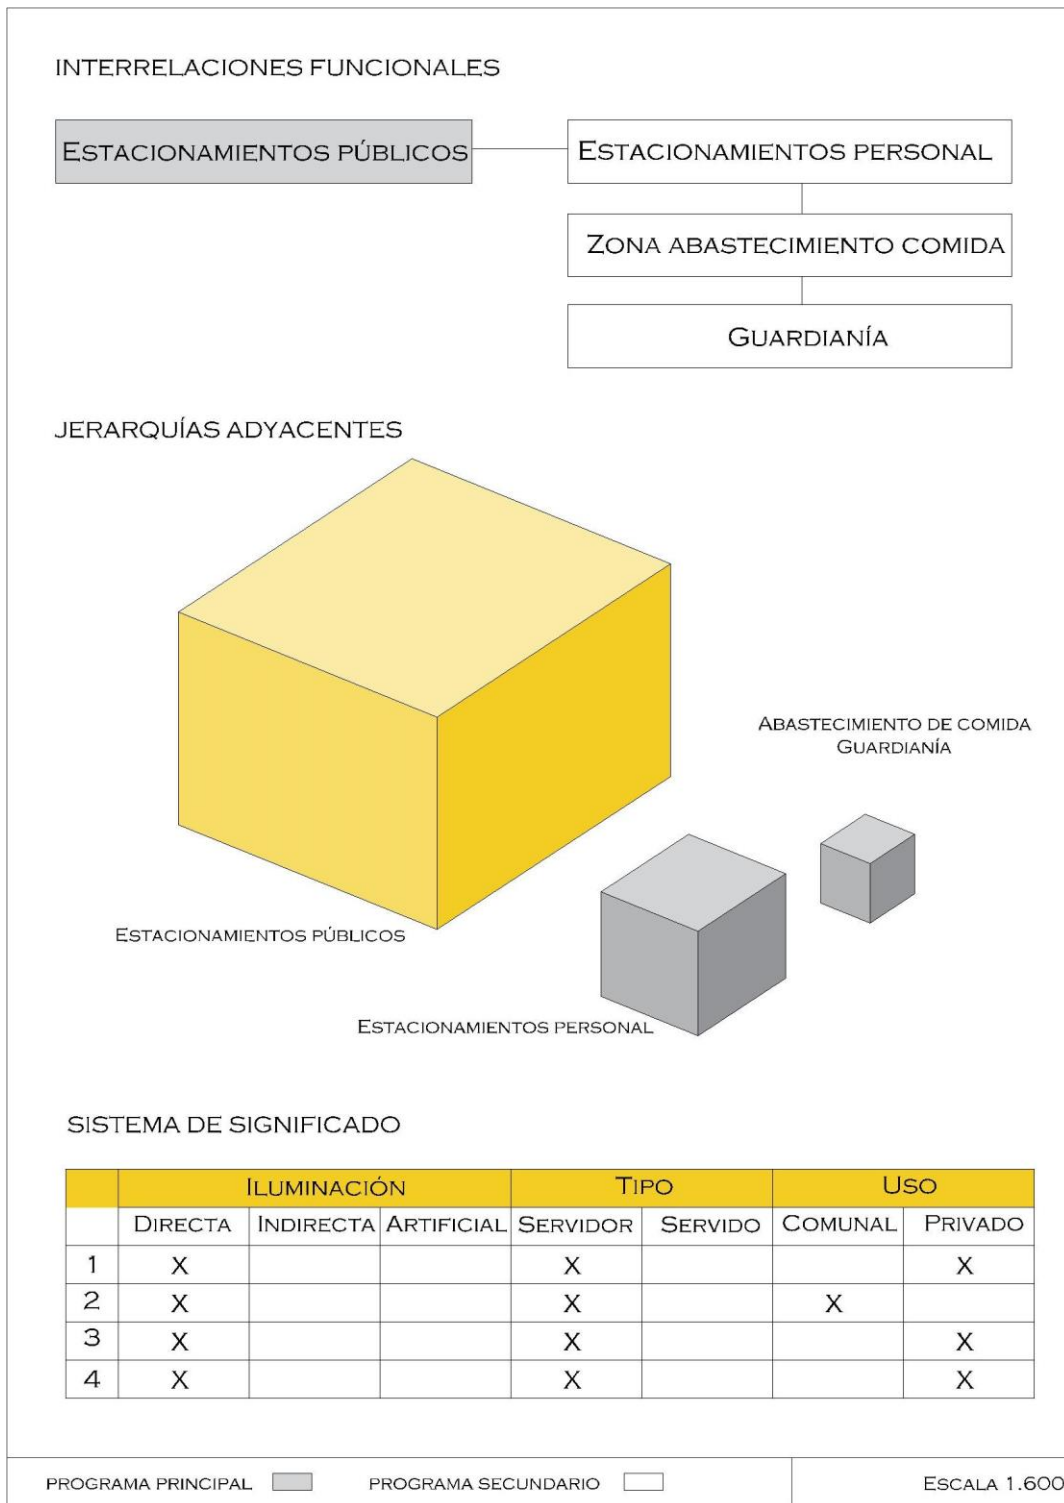 INTERRELACIONES FUNCIONALES
ESTACIONAMIENTOS PÚBLICOS
ESTACIONAMIENTOS PERSONAL
ZONA ABASTECIMIENTO COMIDA
GUARDIANÍA
JERARQUÍAS ADYACENTES
ABASTECIMIENTO DE COMIDA
GUARDIANÍA
ESTACIONAMIENTOS PÚBLICOS
ESTACIONAMIENTOS PERSONAL
SISTEMA DE SIGNIFICADO
ILUMINACIÓN TIPO USO
DIRECTA INDIRECTA ARTIFICIAL SERVIDOR SERVIDO COMUNAL PRIVADO
1 X X X
2 X X X
3 X X X
4 X X X
PROGRAMA PRINCIPAL PROGRAMA SECUNDARIO ESCALA 1.600